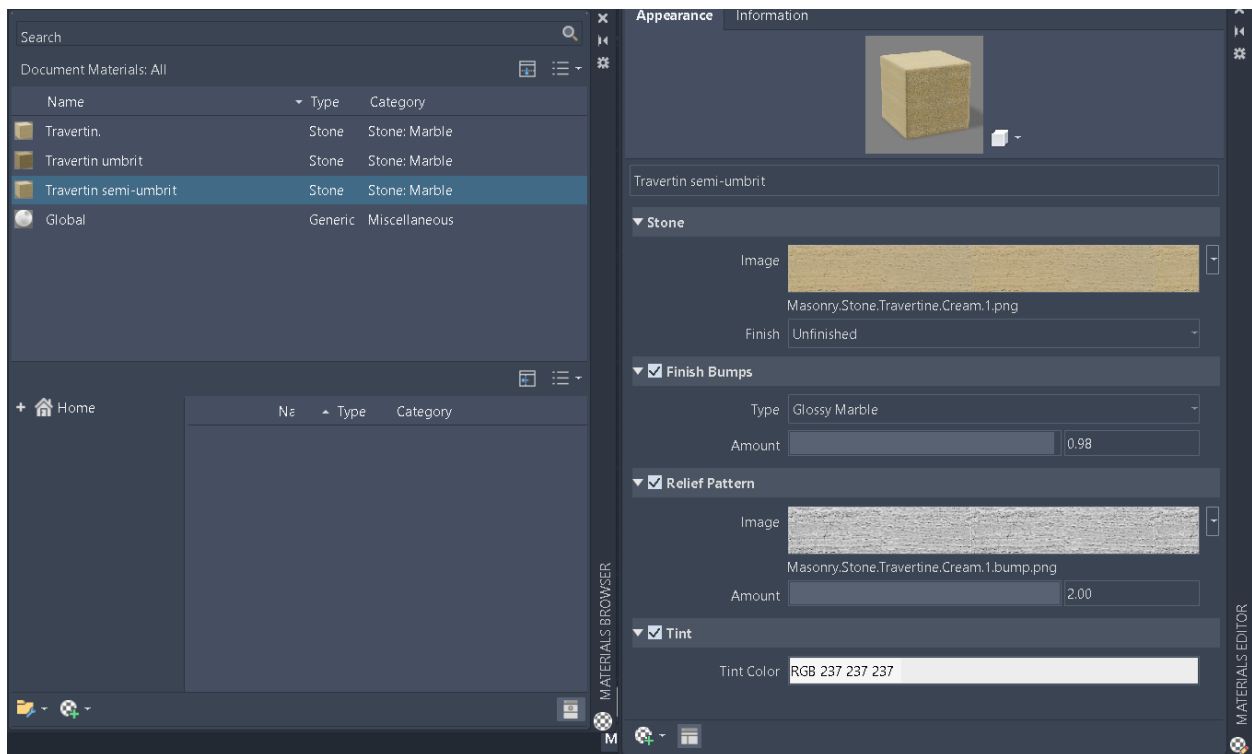 Search
Document Materials: All
Name Type Category
Travertin. Stone Stone: Marble
Travertin umbrit Stone Stone: Marble
Travertin semi-umbrit Stone Stone: Marble
Global Generic Miscellaneous
Home
Na Type Category
MATERIALS BROWSER
M
Appearance Information
Travertin semi-umbrit
Stone
Image
Masonry.Stone.Travertine.Cream.1.png
Finish Unfinished
Finish Bumps
Type Glossy Marble
Amount 0.98
Relief Pattern
Image
Masonry.Stone.Travertine.Cream.1.bump.png
Amount 2.00
Tint
Tint Color RGB 237 237 237
MATERIALS EDITOR